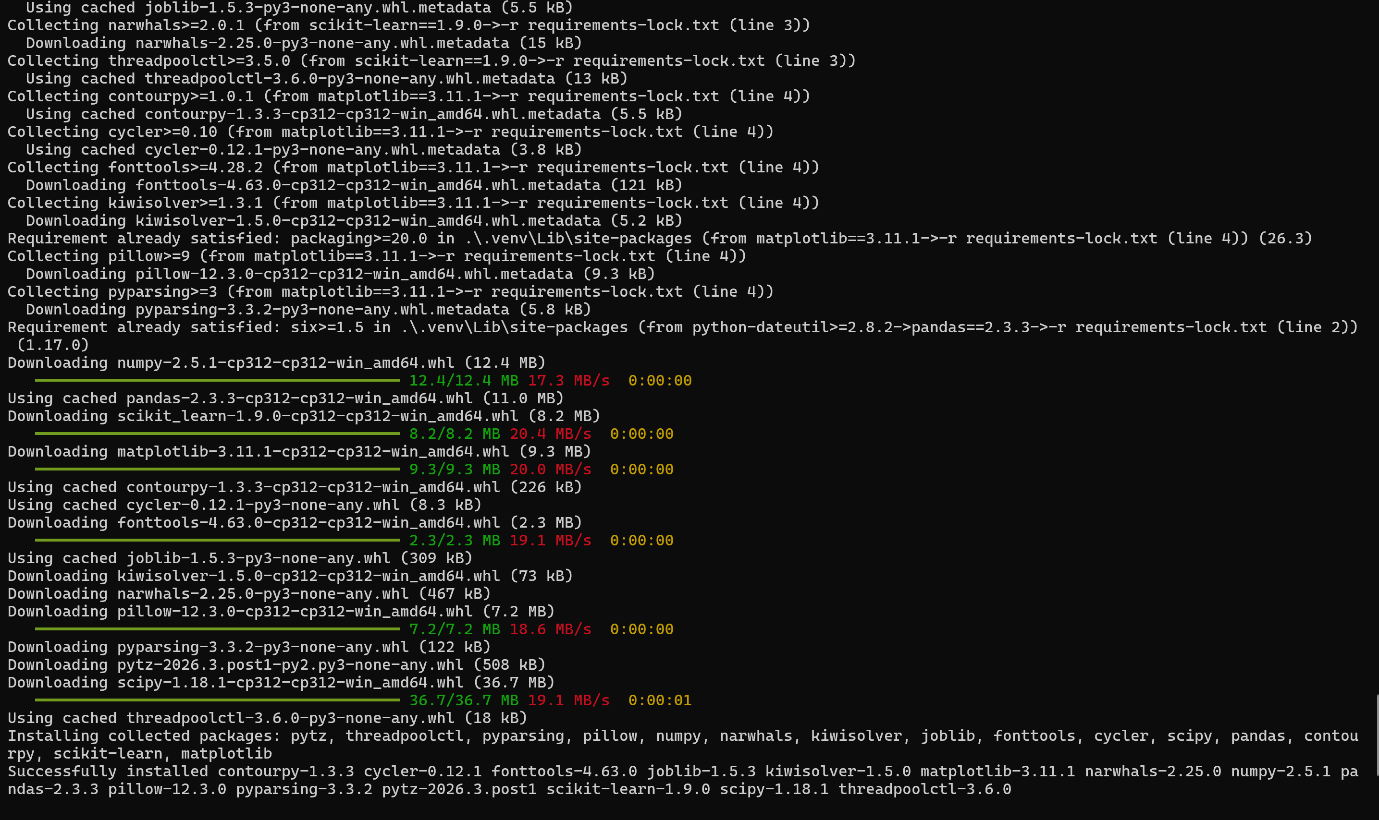 Using cached joblib-1.5.3-py3-none-any.whl.metadata (5.5 kB)
Collecting narwhals>=2.0.1 (from scikit-learn==1.9.0->-r requirements-lock.txt (line 3))
  Downloading narwhals-2.25.0-py3-none-any.whl.metadata (15 kB)
Collecting threadpoolctl>=3.5.0 (from scikit-learn==1.9.0->-r requirements-lock.txt (line 3))
  Using cached threadpoolctl-3.6.0-py3-none-any.whl.metadata (13 kB)
Collecting contourpy>=1.0.1 (from matplotlib==3.11.1->-r requirements-lock.txt (line 4))
  Using cached contourpy-1.3.3-cp312-cp312-win_amd64.whl.metadata (5.5 kB)
Collecting cycler>=0.10 (from matplotlib==3.11.1->-r requirements-lock.txt (line 4))
  Using cached cycler-0.12.1-py3-none-any.whl.metadata (3.8 kB)
Collecting fonttools>=4.28.2 (from matplotlib==3.11.1->-r requirements-lock.txt (line 4))
  Downloading fonttools-4.63.0-cp312-cp312-win_amd64.whl.metadata (121 kB)
Collecting kiwisolver>=1.3.1 (from matplotlib==3.11.1->-r requirements-lock.txt (line 4))
  Downloading kiwisolver-1.5.0-cp312-cp312-win_amd64.whl.metadata (5.2 kB)
Requirement already satisfied: packaging>=20.0 in .\.venv\Lib\site-packages (from matplotlib==3.11.1->-r requirements-lock.txt (line 4)) (26.3)
Collecting pillow>=9 (from matplotlib==3.11.1->-r requirements-lock.txt (line 4))
  Downloading pillow-12.3.0-cp312-cp312-win_amd64.whl.metadata (9.3 kB)
Collecting pyparsing>=3 (from matplotlib==3.11.1->-r requirements-lock.txt (line 4))
  Downloading pyparsing-3.3.2-py3-none-any.whl.metadata (5.8 kB)
Requirement already satisfied: six>=1.5 in .\.venv\Lib\site-packages (from python-dateutil>=2.8.2->pandas==2.3.3->-r requirements-lock.txt (line 2))
 (1.17.0)
Downloading numpy-2.5.1-cp312-cp312-win_amd64.whl (12.4 MB)
   12.4/12.4 MB 17.3 MB/s  0:00:00
Using cached pandas-2.3.3-cp312-cp312-win_amd64.whl (11.0 MB)
Downloading scikit_learn-1.9.0-cp312-cp312-win_amd64.whl (8.2 MB)
   8.2/8.2 MB 20.4 MB/s  0:00:00
Downloading matplotlib-3.11.1-cp312-cp312-win_amd64.whl (9.3 MB)
   9.3/9.3 MB 20.0 MB/s  0:00:00
Using cached contourpy-1.3.3-cp312-cp312-win_amd64.whl (226 kB)
Using cached cycler-0.12.1-py3-none-any.whl (8.3 kB)
Downloading fonttools-4.63.0-cp312-cp312-win_amd64.whl (2.3 MB)
   2.3/2.3 MB 19.1 MB/s  0:00:00
Using cached joblib-1.5.3-py3-none-any.whl (309 kB)
Downloading kiwisolver-1.5.0-cp312-cp312-win_amd64.whl (73 kB)
Downloading narwhals-2.25.0-py3-none-any.whl (467 kB)
Downloading pillow-12.3.0-cp312-cp312-win_amd64.whl (7.2 MB)
   7.2/7.2 MB 18.6 MB/s  0:00:00
Downloading pyparsing-3.3.2-py3-none-any.whl (122 kB)
Downloading pytz-2026.3.post1-py2.py3-none-any.whl (508 kB)
Downloading scipy-1.18.1-cp312-cp312-win_amd64.whl (36.7 MB)
   36.7/36.7 MB 19.1 MB/s  0:00:01
Using cached threadpoolctl-3.6.0-py3-none-any.whl (18 kB)
Installing collected packages: pytz, threadpoolctl, pyparsing, pillow, numpy, narwhals, kiwisolver, joblib, fonttools, cycler, scipy, pandas, contou
rpy, scikit-learn, matplotlib
Successfully installed contourpy-1.3.3 cycler-0.12.1 fonttools-4.63.0 joblib-1.5.3 kiwisolver-1.5.0 matplotlib-3.11.1 narwhals-2.25.0 numpy-2.5.1 pa
ndas-2.3.3 pillow-12.3.0 pyparsing-3.3.2 pytz-2026.3.post1 scikit-learn-1.9.0 scipy-1.18.1 threadpoolctl-3.6.0